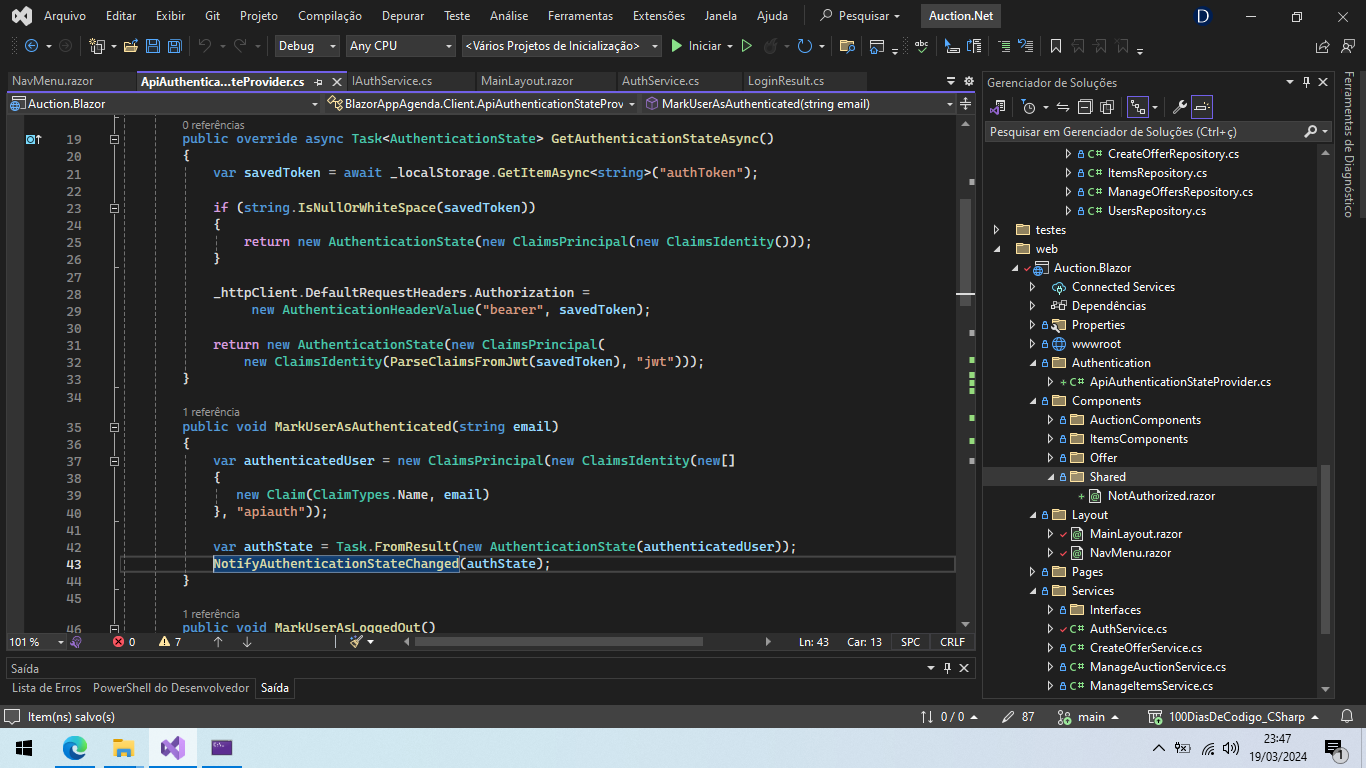 Arquivo Editar Exibir Git Projeto Compilação Depurar Teste Análise Ferramentas Extensões Janela Ajuda Pesquisar Auction.Net D
Debug Any CPU <Vários Projetos de Inicialização> Iniciar
NavMenu.razor ApiAuthentica...teProvider.cs IAuthService.cs MainLayout.razor AuthService.cs LoginResult.cs
Auction.Blazor BlazorAppAgenda.Client.ApiAuthenticationStateProv MarkUserAsAuthenticated(string email)
0 referências
19 public override async Task<AuthenticationState> GetAuthenticationStateAsync()
20 {
21 var savedToken = await _localStorage.GetItemAsync<string>("authToken");
22
23 if (string.IsNullOrWhiteSpace(savedToken))
24 {
25 return new AuthenticationState(new ClaimsPrincipal(new ClaimsIdentity()));
26 }
27
28 _httpClient.DefaultRequestHeaders.Authorization =
29 new AuthenticationHeaderValue("bearer", savedToken);
30
31 return new AuthenticationState(new ClaimsPrincipal(
32 new ClaimsIdentity(ParseClaimsFromJwt(savedToken), "jwt")));
33 }
34
1 referência
35 public void MarkUserAsAuthenticated(string email)
36 {
37 var authenticatedUser = new ClaimsPrincipal(new ClaimsIdentity(new[]
38 {
39 new Claim(ClaimTypes.Name, email)
40 }, "apiauth"));
41
42 var authState = Task.FromResult(new AuthenticationState(authenticatedUser));
43 NotifyAuthenticationStateChanged(authState);
44 }
45
1 referência
46 public void MarkUserAsLoggedOut()
101 % 0 7 Ln: 43 Car: 13 SPC CRLF
Saída
Lista de Erros PowerShell do Desenvolvedor Saída
Gerenciador de Soluções
Pesquisar em Gerenciador de Soluções (Ctrl+ç)
C# CreateOfferRepository.cs
C# ItemsRepository.cs
C# ManageOffersRepository.cs
C# UsersRepository.cs
testes
web
Auction.Blazor
Connected Services
Dependências
Properties
wwwroot
Authentication
C# ApiAuthenticationStateProvider.cs
Components
AuctionComponents
ItemsComponents
Offer
Shared
NotAuthorized.razor
Layout
MainLayout.razor
NavMenu.razor
Pages
Services
Interfaces
C# AuthService.cs
C# CreateOfferService.cs
C# ManageAuctionService.cs
C# ManageItemsService.cs
Ferramentas de Diagnóstico
Item(ns) salvo(s) 0 / 0 87 main 100DiasDeCodigo_CSharp
23:47
19/03/2024
1